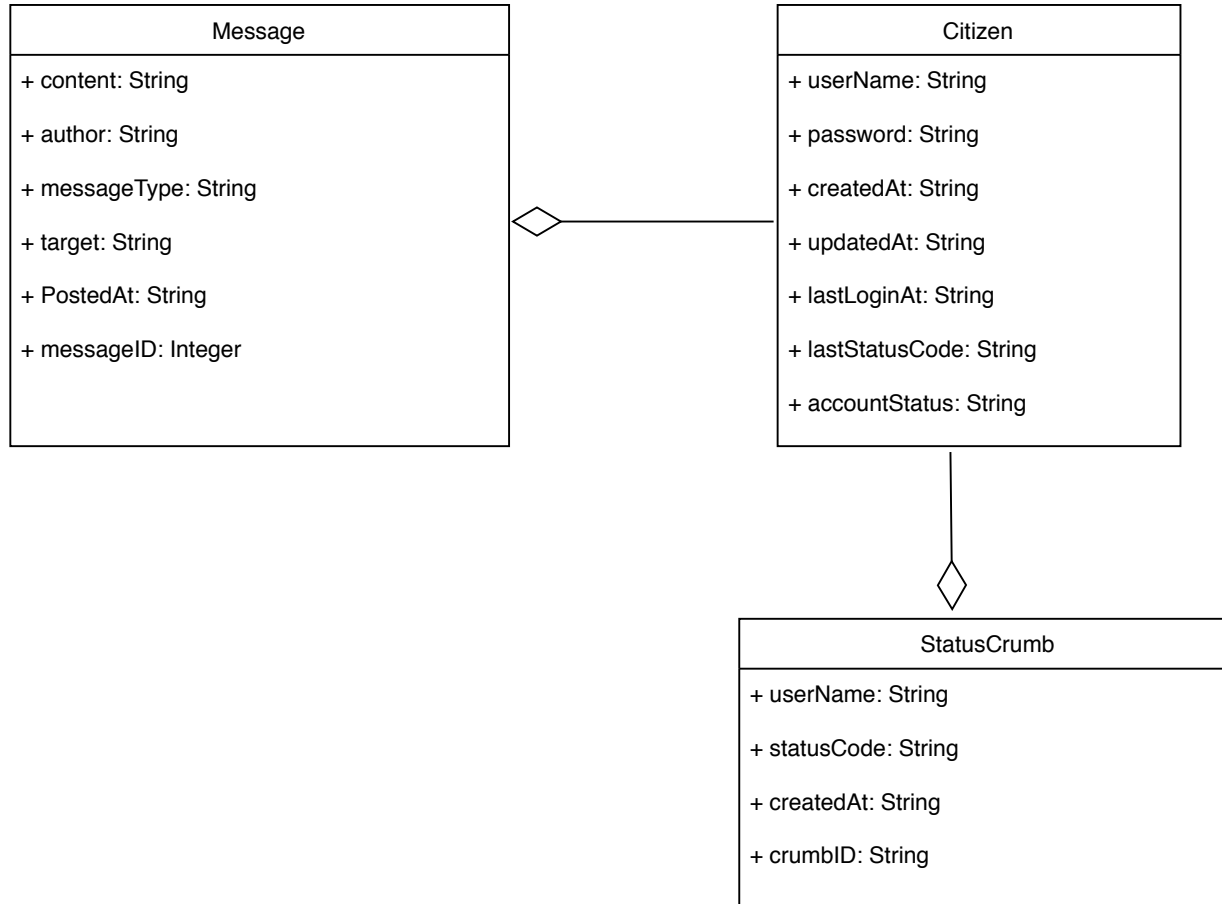 Message
+ content: String
+ author: String
+ messageType: String
+ target: String
+ PostedAt: String
+ messageID: Integer
Citizen
+ userName: String
+ password: String
+ createdAt: String
+ updatedAt: String
+ lastLoginAt: String
+ lastStatusCode: String
+ accountStatus: String
StatusCrumb
+ userName: String
+ statusCode: String
+ createdAt: String
+ crumbID: String